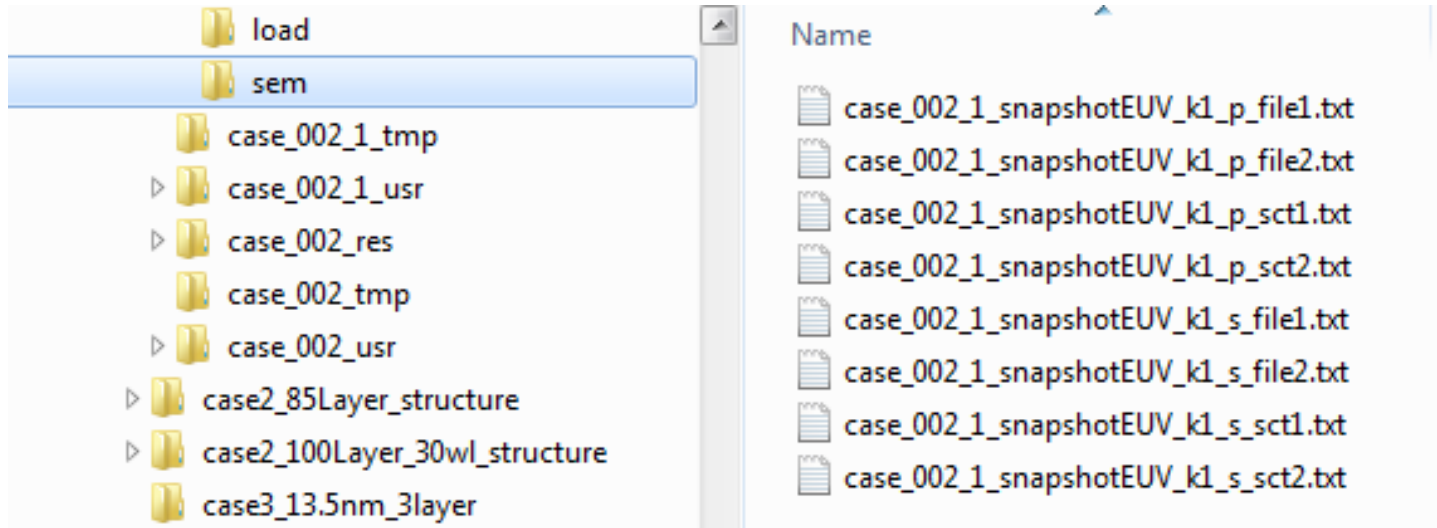 load
sem
case_002_1_tmp
case_002_1_usr
case_002_res
case_002_tmp
case_002_usr
case2_85Layer_structure
case2_100Layer_30wl_structure
case3_13.5nm_3layer
Name
case_002_1_snapshotEUV_k1_p_file1.txt
case_002_1_snapshotEUV_k1_p_file2.txt
case_002_1_snapshotEUV_k1_p_sct1.txt
case_002_1_snapshotEUV_k1_p_sct2.txt
case_002_1_snapshotEUV_k1_s_file1.txt
case_002_1_snapshotEUV_k1_s_file2.txt
case_002_1_snapshotEUV_k1_s_sct1.txt
case_002_1_snapshotEUV_k1_s_sct2.txt